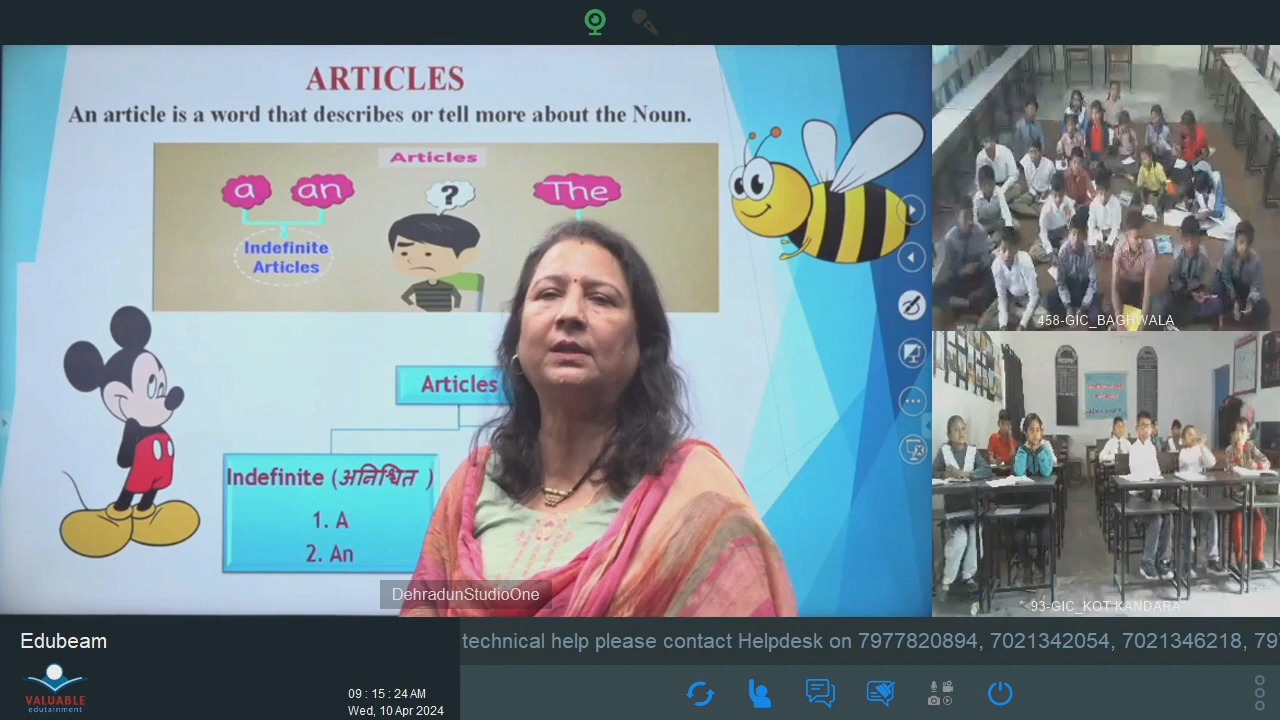 ARTICLES
An article is a word that describes or tell more about the Noun.
Articles
a
an
?
The
Indefinite
Articles
Articles
Indefinite (अनिश्चित )
1. A
2. An
DehradunStudioOne
458-GIC_BAGHWALA
93-GIC_KOT KANDARA
Edubeam
technical help please contact Helpdesk on 7977820894, 7021342054, 7021346218, 79
VALUABLE
edutainment
09 : 15 : 24 AM
Wed, 10 Apr 2024